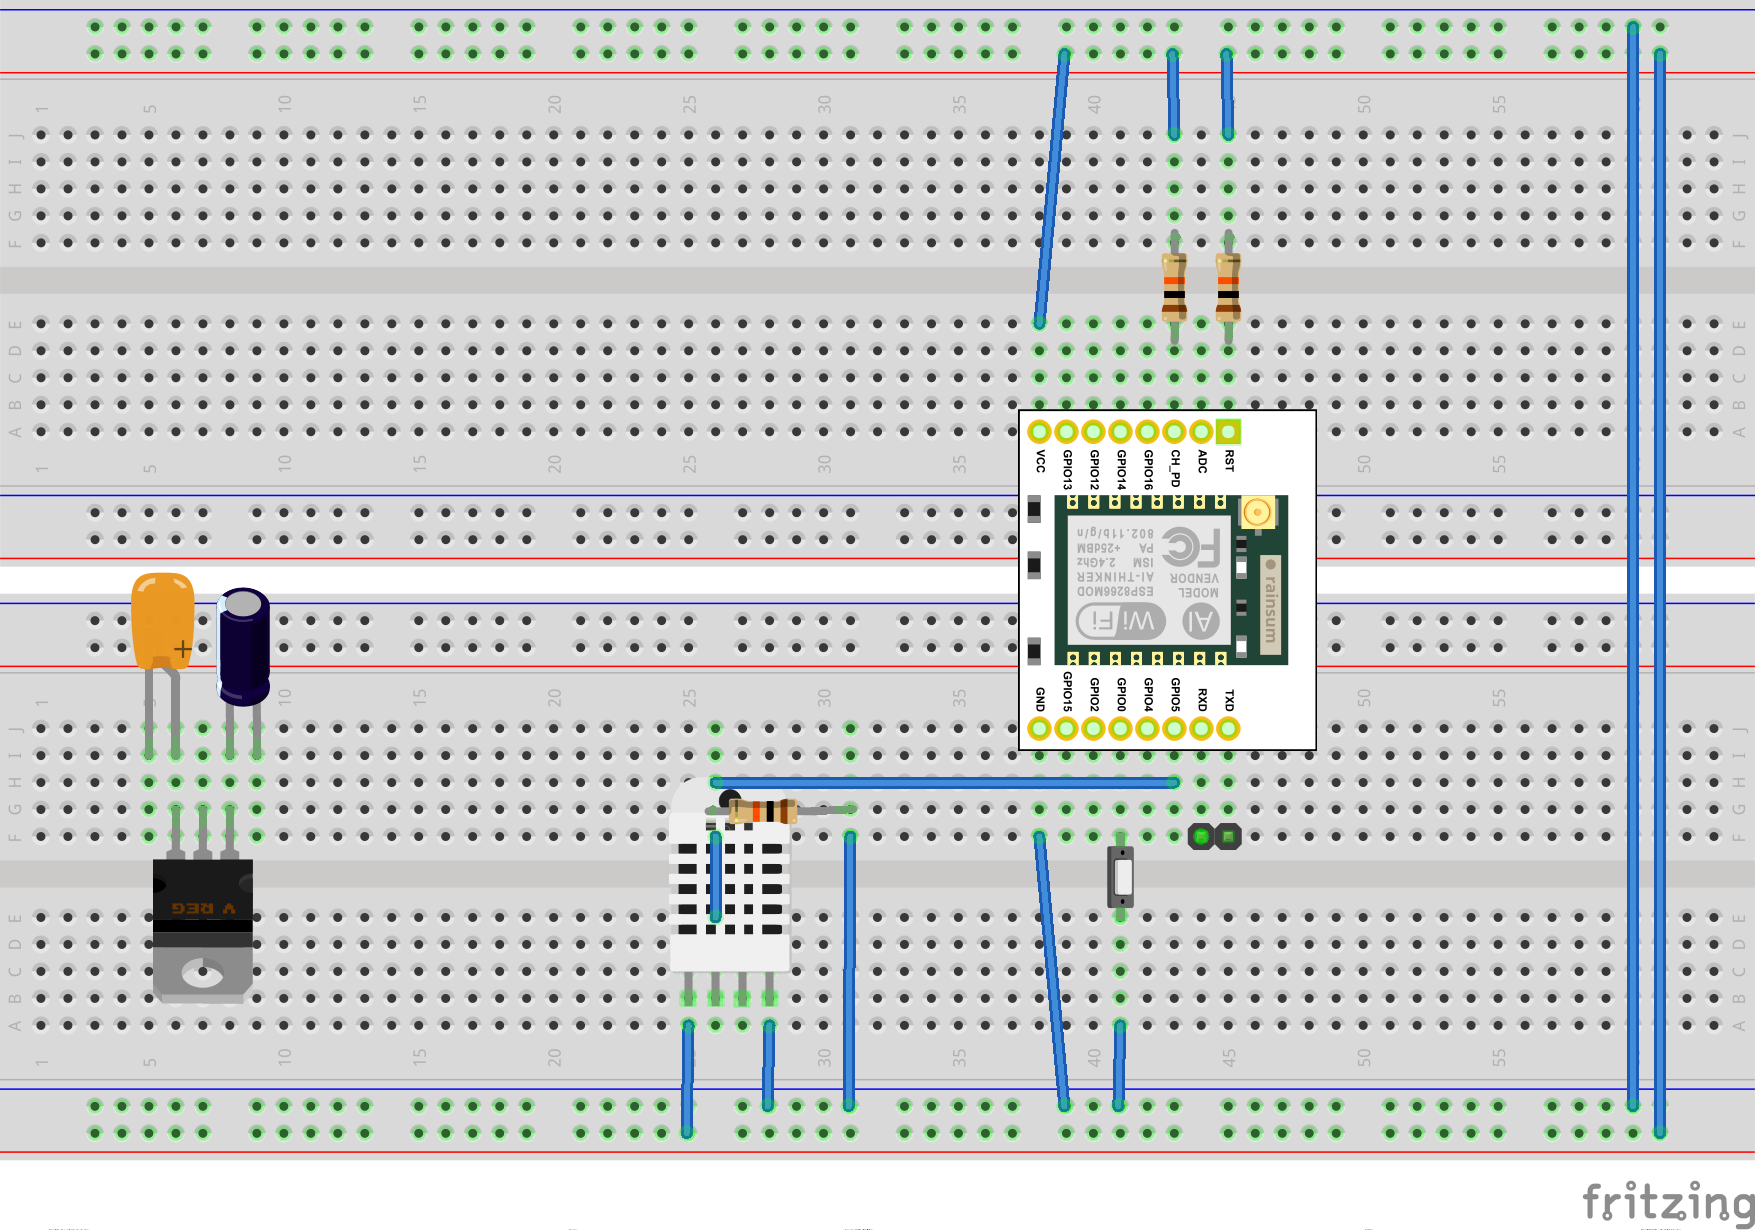 1 5 10 15 20 25 30 35 40 45 50 55
J J
I I
H H
G G
F F
E E
D D
C C
B B
A A
1 5 10 15 20 25 30 35 50 55
VCC GPIO13 GPIO12 GPIO14 GPIO16 CH_PD ADC RST
MODEL ESP8266MOD
VENDOR AI-THINKER
ISM 2.4GHz
PA +25dBM
802.11b/g/n
FC
AI
WiFi
rainsum
GND GPIO15 GPIO2 GPIO0 GPIO4 GPIO5 RXD TXD
+
1 5 10 15 20 25 30 35 50 55
J J
I I
H H
G G
F F
V REG
E E
D D
C C
B B
A A
1 5 10 15 20 25 30 35 40 45 50 55
fritzing